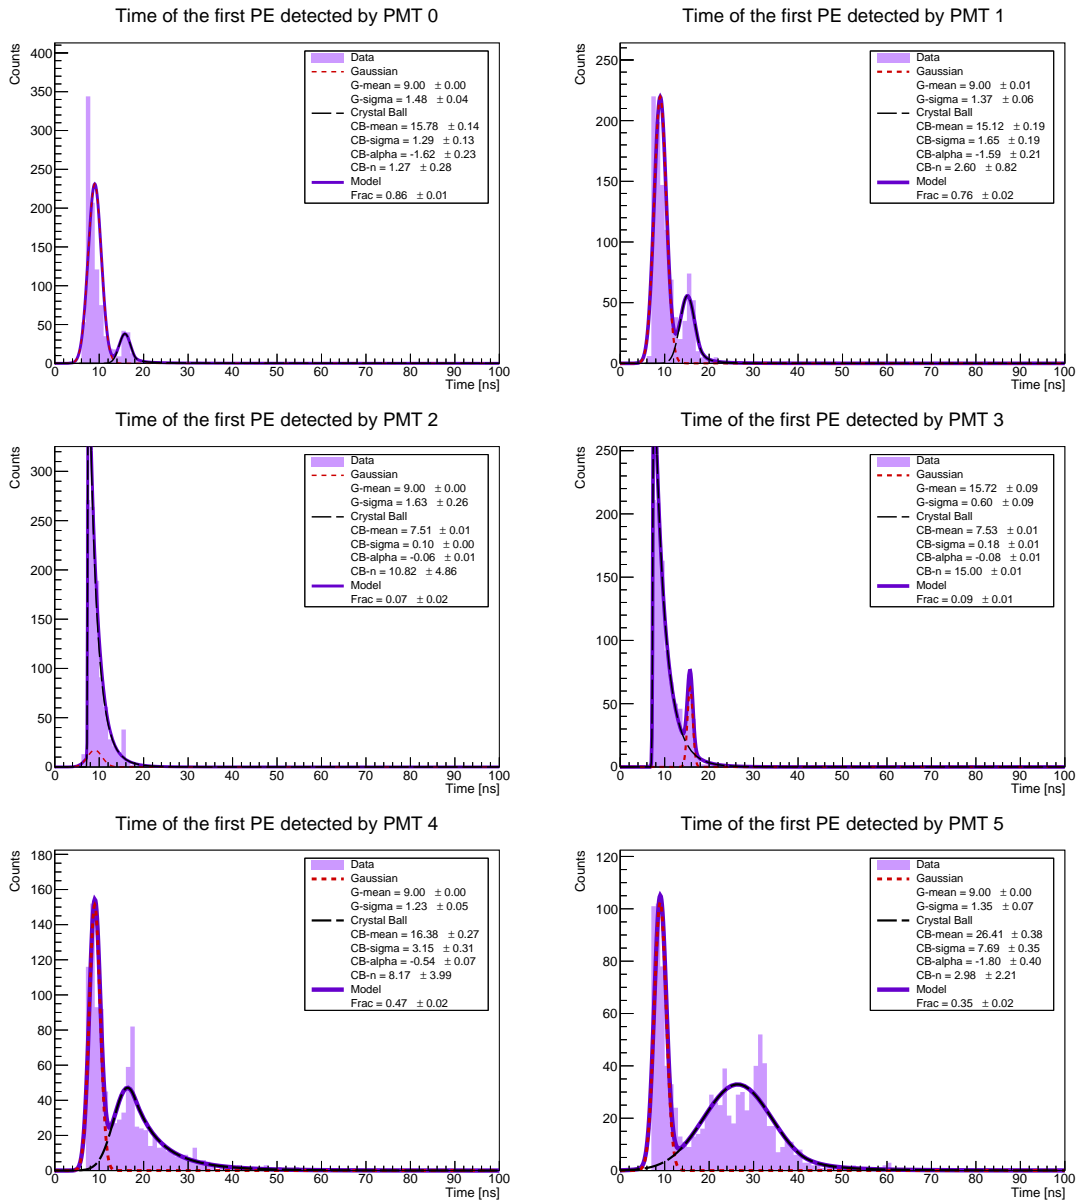 Time of the first PE detected by PMT 0
Counts
400
350
300
250
200
150
100
50
0
0 10 20 30 40 50 60 70 80 90 100
Time [ns]
Data
Gaussian
G-mean = 9.00 ± 0.00
G-sigma = 1.48 ± 0.04
Crystal Ball
CB-mean = 15.78 ± 0.14
CB-sigma = 1.29 ± 0.13
CB-alpha = -1.62 ± 0.23
CB-n = 1.27 ± 0.28
Model
Frac = 0.86 ± 0.01
Time of the first PE detected by PMT 1
Counts
250
200
150
100
50
0
0 10 20 30 40 50 60 70 80 90 100
Time [ns]
Data
Gaussian
G-mean = 9.00 ± 0.01
G-sigma = 1.37 ± 0.06
Crystal Ball
CB-mean = 15.12 ± 0.19
CB-sigma = 1.65 ± 0.19
CB-alpha = -1.59 ± 0.21
CB-n = 2.60 ± 0.82
Model
Frac = 0.76 ± 0.02
Time of the first PE detected by PMT 2
Counts
300
250
200
150
100
50
0
0 10 20 30 40 50 60 70 80 90 100
Time [ns]
Data
Gaussian
G-mean = 9.00 ± 0.00
G-sigma = 1.63 ± 0.26
Crystal Ball
CB-mean = 7.51 ± 0.01
CB-sigma = 0.10 ± 0.00
CB-alpha = -0.06 ± 0.01
CB-n = 10.82 ± 4.86
Model
Frac = 0.07 ± 0.02
Time of the first PE detected by PMT 3
Counts
250
200
150
100
50
0
0 10 20 30 40 50 60 70 80 90 100
Time [ns]
Data
Gaussian
G-mean = 15.72 ± 0.09
G-sigma = 0.60 ± 0.09
Crystal Ball
CB-mean = 7.53 ± 0.01
CB-sigma = 0.18 ± 0.01
CB-alpha = -0.08 ± 0.01
CB-n = 15.00 ± 0.01
Model
Frac = 0.09 ± 0.01
Time of the first PE detected by PMT 4
Counts
180
160
140
120
100
80
60
40
20
0
0 10 20 30 40 50 60 70 80 90 100
Time [ns]
Data
Gaussian
G-mean = 9.00 ± 0.00
G-sigma = 1.23 ± 0.05
Crystal Ball
CB-mean = 16.38 ± 0.27
CB-sigma = 3.15 ± 0.31
CB-alpha = -0.54 ± 0.07
CB-n = 8.17 ± 3.99
Model
Frac = 0.47 ± 0.02
Time of the first PE detected by PMT 5
Counts
120
100
80
60
40
20
0
0 10 20 30 40 50 60 70 80 90 100
Time [ns]
Data
Gaussian
G-mean = 9.00 ± 0.00
G-sigma = 1.35 ± 0.07
Crystal Ball
CB-mean = 26.41 ± 0.38
CB-sigma = 7.69 ± 0.35
CB-alpha = -1.80 ± 0.40
CB-n = 2.98 ± 2.21
Model
Frac = 0.35 ± 0.02